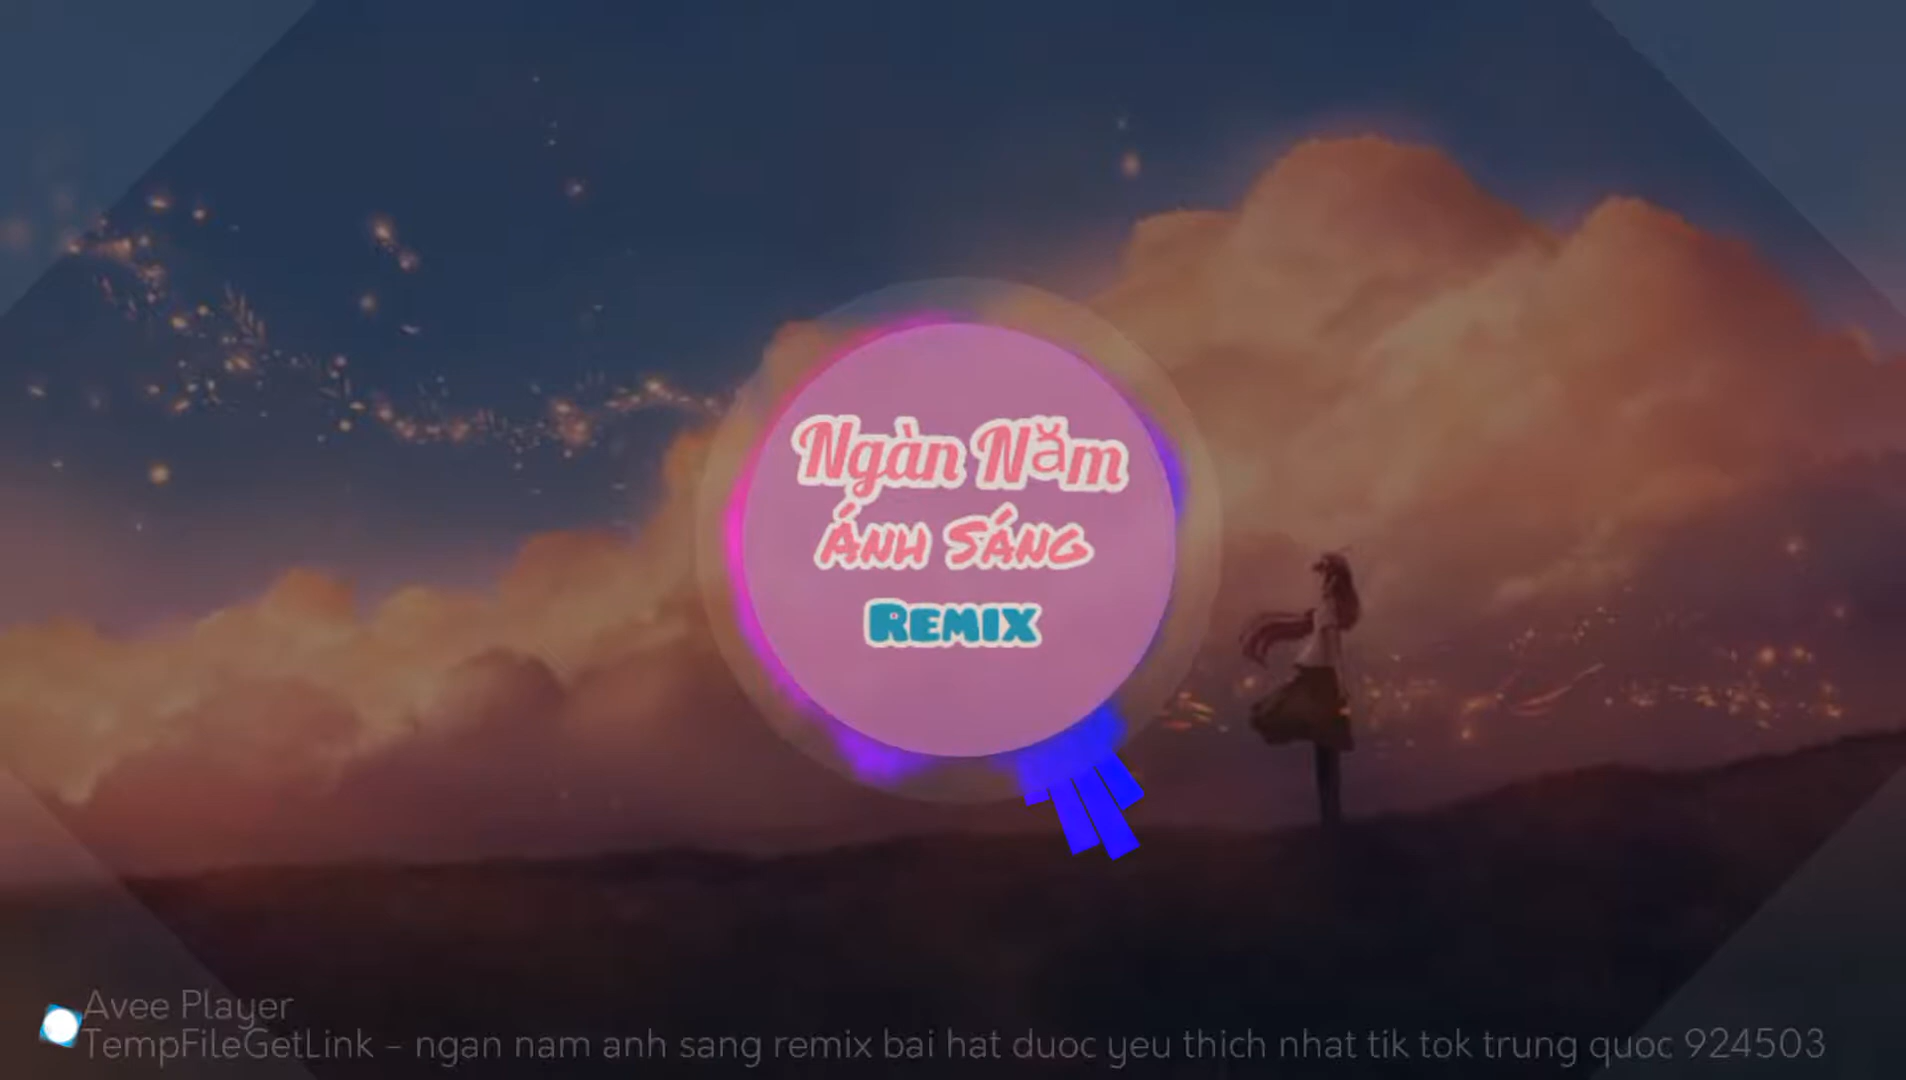 Ngàn Năm
Ánh Sáng
Remix
Avee Player
TempFileGetLink - ngan nam anh sang remix bai hat duoc yeu thich nhat tik tok trung quoc 924503